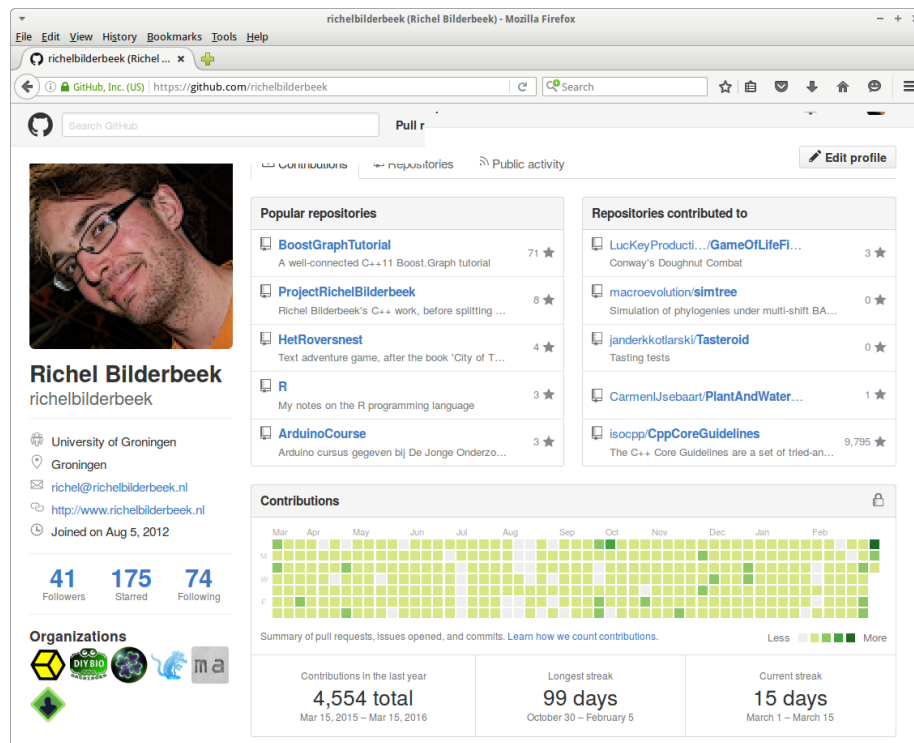 richelbilderbeek (Richel Bilderbeek) - Mozilla Firefox
File Edit View History Bookmarks Tools Help
richelbilderbeek (Richel ...
GitHub, Inc. (US) https://github.com/richelbilderbeek
Search
Search GitHub
Pull r
Contributions Repositories Public activity
Edit profile
Richel Bilderbeek
richelbilderbeek
University of Groningen
Groningen
richel@richelbilderbeek.nl
http://www.richelbilderbeek.nl
Joined on Aug 5, 2012
41 175 74
Followers Starred Following
Organizations
DIY BIO
ma
Popular repositories
BoostGraphTutorial 71
A well-connected C++11 Boost.Graph tutorial
ProjectRichelBilderbeek 8
Richel Bilderbeek's C++ work, before splitting ...
HetRoversnest 4
Text adventure game, after the book 'City of T...
R 3
My notes on the R programming language
ArduinoCourse 3
Arduino cursus gegeven bij De Jonge Onderzo...
Repositories contributed to
LucKeyProducti.../GameOfLifeFi... 3
Conway's Doughnut Combat
macroevolution/simtree 0
Simulation of phylogenies under multi-shift BA...
janderkkotlarski/Tasteroid 0
Tasting tests
CarmenIJsebaart/PlantAndWater... 1
isocpp/CppCoreGuidelines 9,795
The C++ Core Guidelines are a set of tried-an...
Contributions
Mar Apr May Jun Jul Aug Sep Oct Nov Dec Jan Feb
M
W
F
Summary of pull requests, issues opened, and commits. Learn how we count contributions.
Less More
Contributions in the last year
4,554 total
Mar 15, 2015 – Mar 15, 2016
Longest streak
99 days
October 30 – February 5
Current streak
15 days
March 1 – March 15